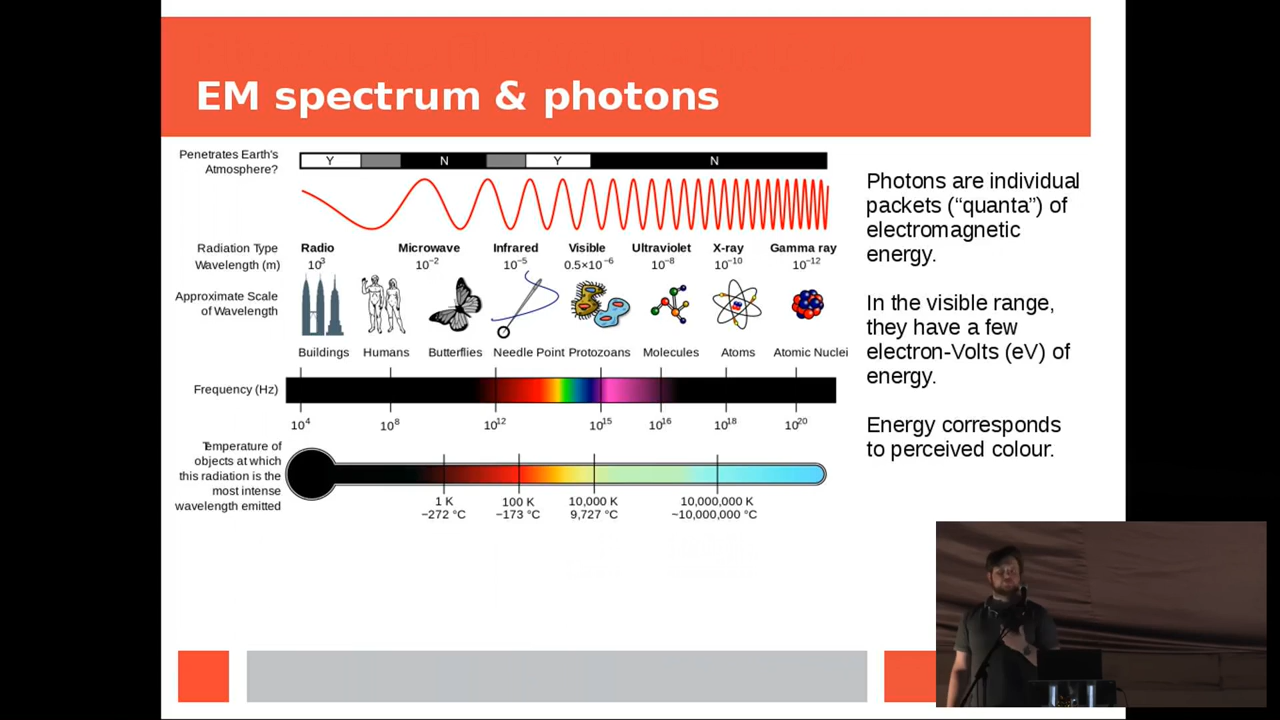 EM spectrum & photons
Penetrates Earth's
Atmosphere?
Y N Y N
Radiation Type
Radio Microwave Infrared Visible Ultraviolet X-ray Gamma ray
Wavelength (m)
10³ 10⁻² 10⁻⁵ 0.5×10⁻⁶ 10⁻⁸ 10⁻¹⁰ 10⁻¹²
Approximate Scale
of Wavelength
Buildings Humans Butterflies Needle Point Protozoans Molecules Atoms Atomic Nuclei
Frequency (Hz)
10⁴ 10⁸ 10¹² 10¹⁵ 10¹⁶ 10¹⁸ 10²⁰
Temperature of
objects at which
this radiation is the
most intense
wavelength emitted
1 K 100 K 10,000 K 10,000,000 K
−272 °C −173 °C 9,727 °C ~10,000,000 °C
Photons are individual
packets (“quanta”) of
electromagnetic
energy.
In the visible range,
they have a few
electron-Volts (eV) of
energy.
Energy corresponds
to perceived colour.